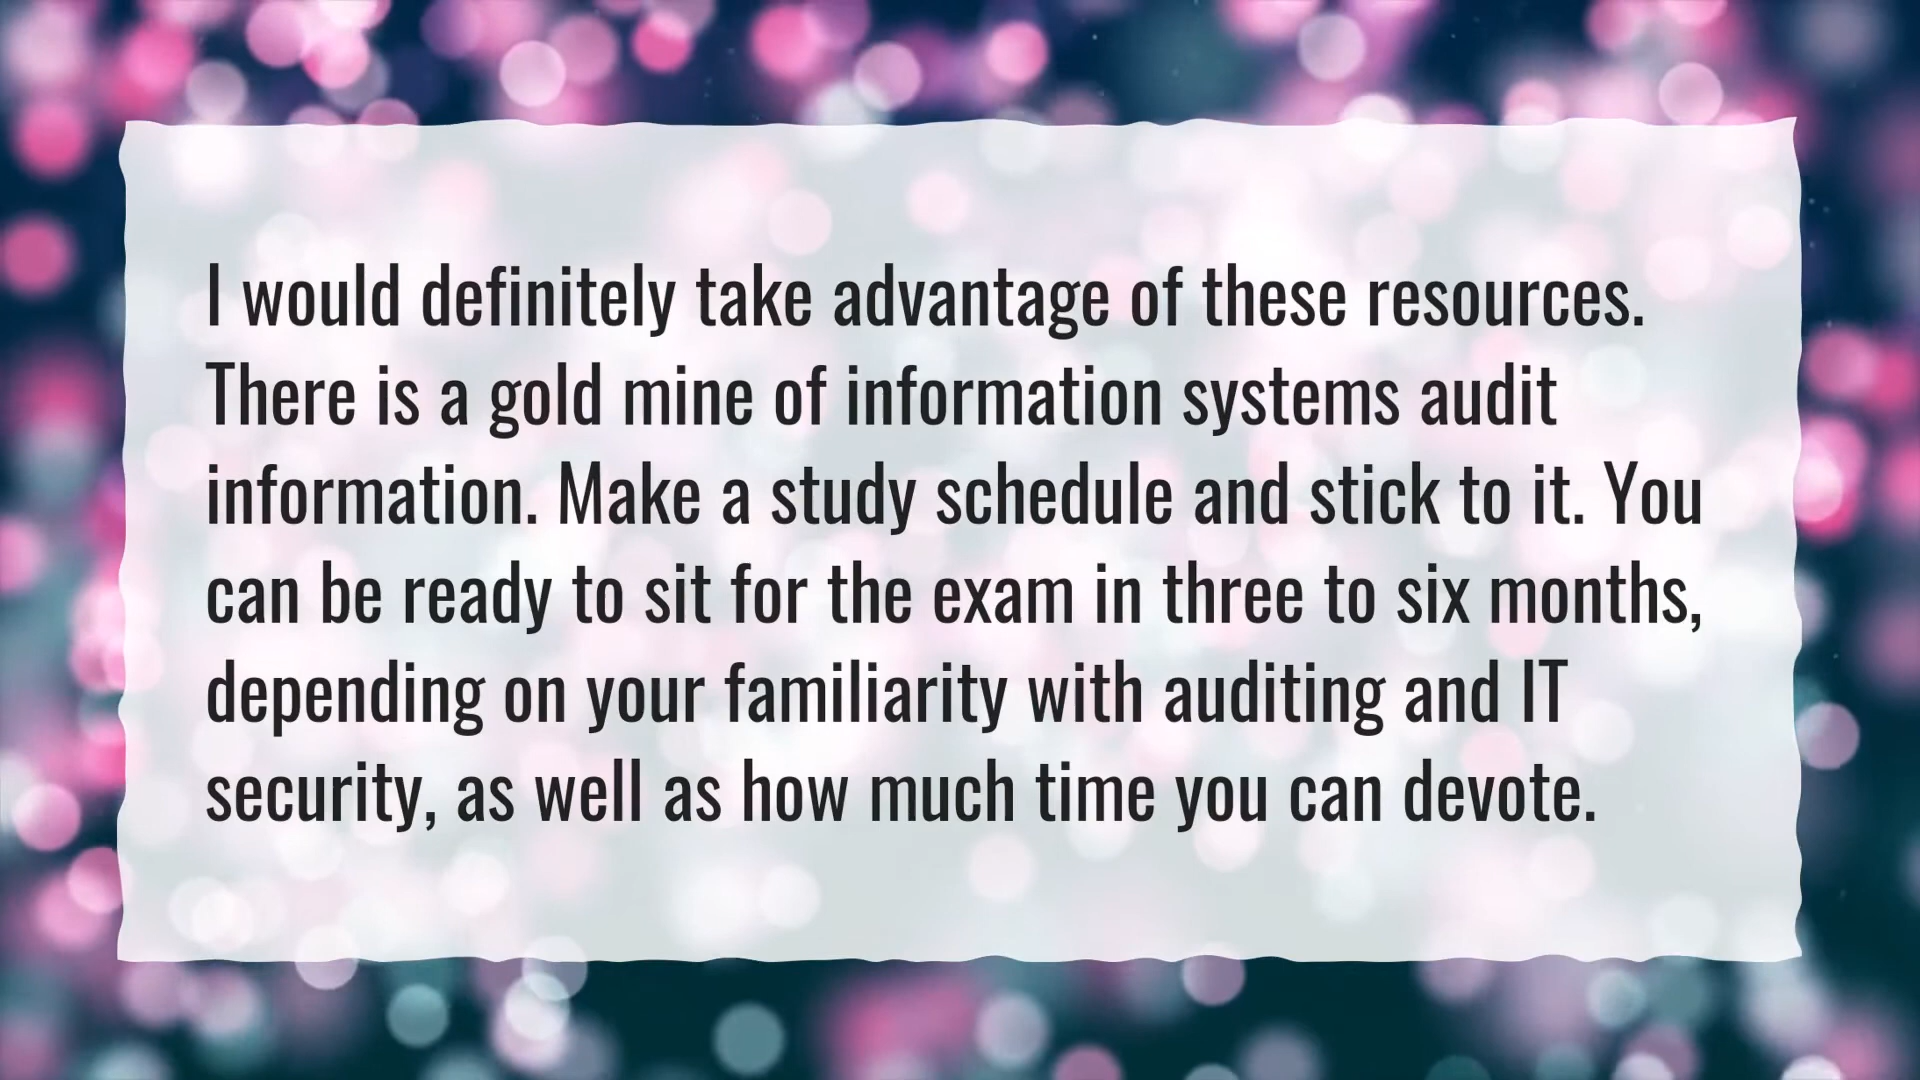 I would definitely take advantage of these resources.
There is a gold mine of information systems audit
information. Make a study schedule and stick to it. You
can be ready to sit for the exam in three to six months,
depending on your familiarity with auditing and IT
security, as well as how much time you can devote.